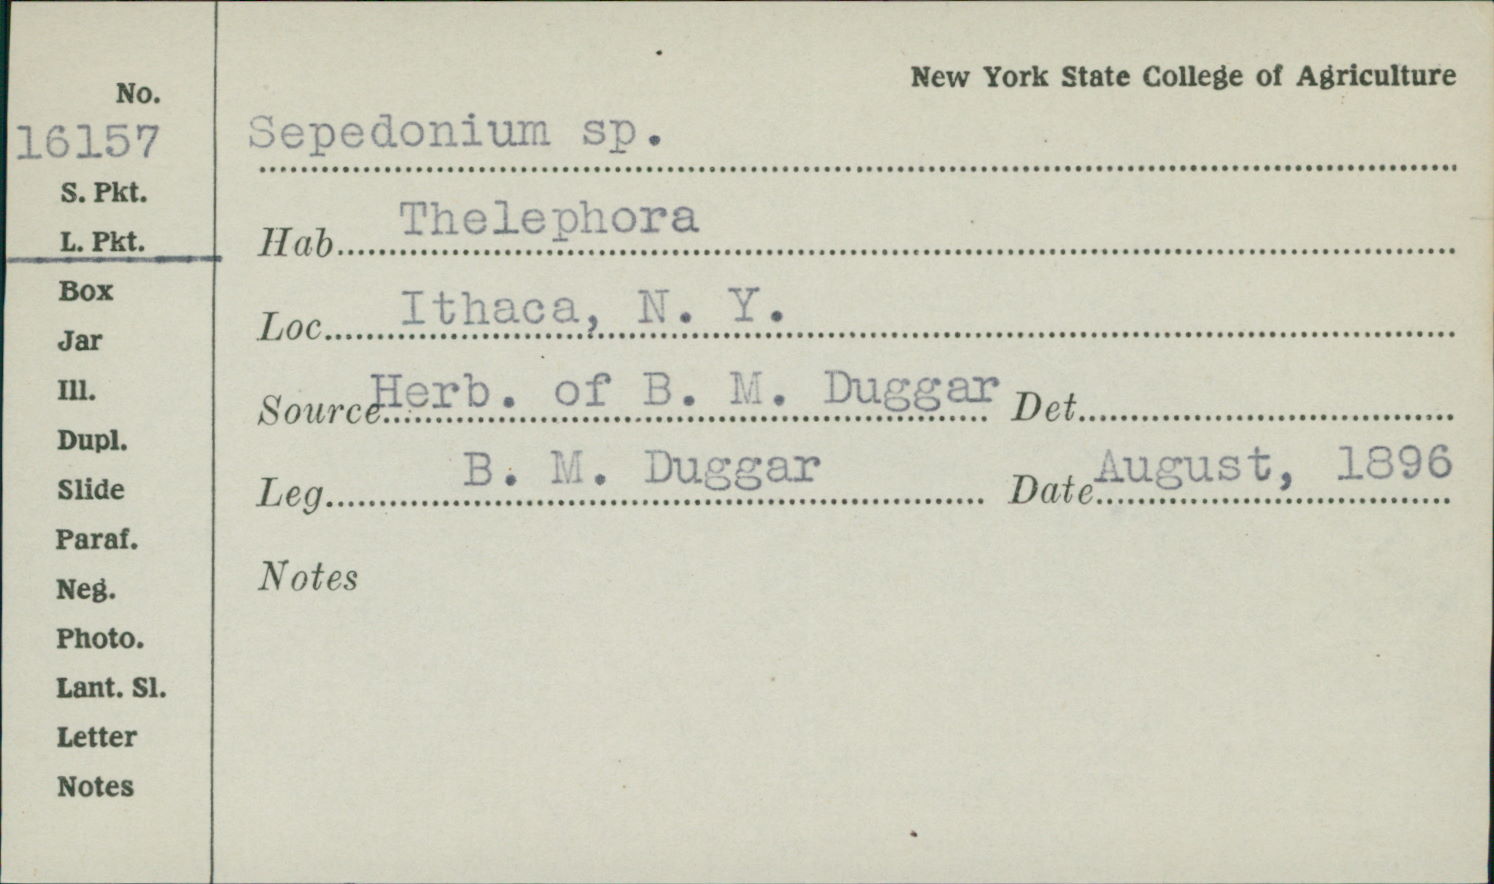 New York State College of Agriculture
No.
16157
S. Pkt.
L. Pkt.
Box
Jar
Ill.
Dupl.
Slide
Paraf.
Neg.
Photo.
Lant. Sl.
Letter
Notes
Sepedonium sp.
Hab. Thelephora
Loc. Ithaca, N. Y.
Source Herb. of B. M. Duggar Det.
Leg. B. M. Duggar Date August, 1896
Notes